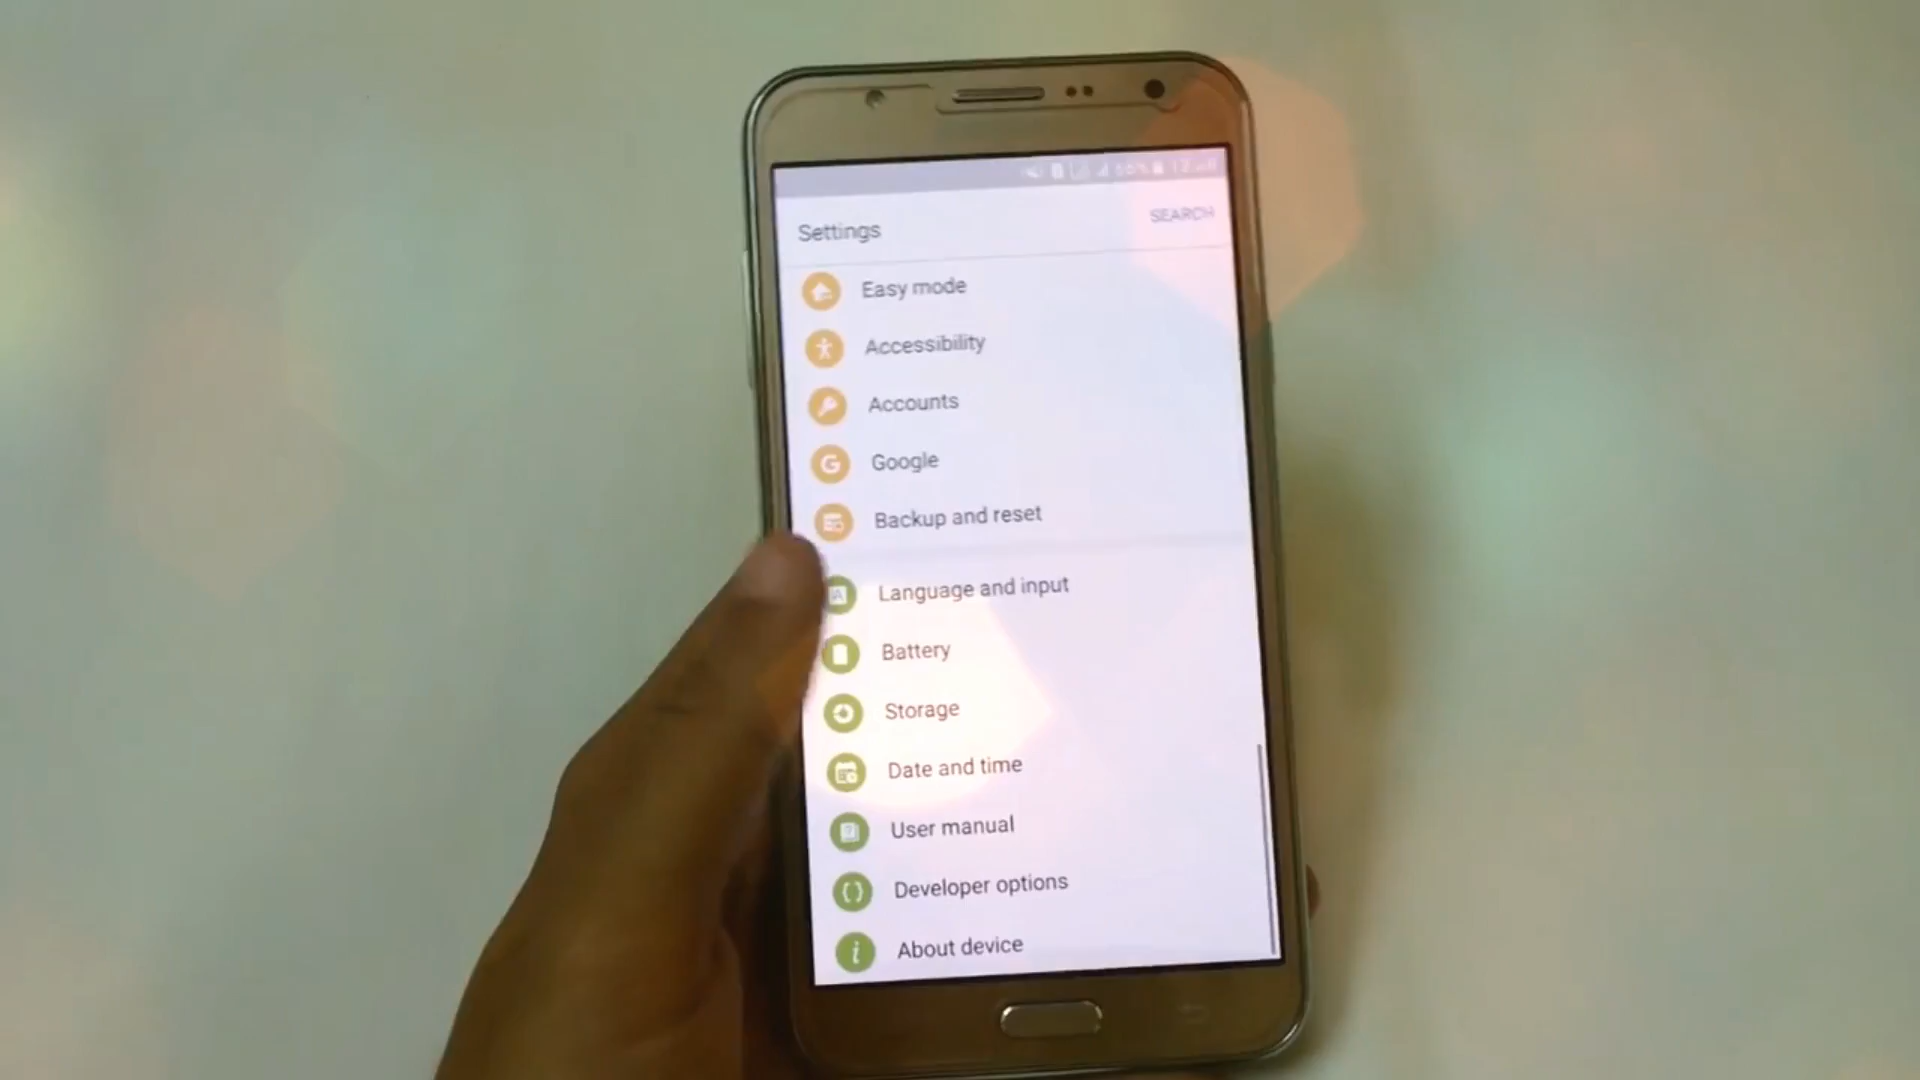 SEARCH
Settings
Easy mode
Accessibility
Accounts
Google
Backup and reset
Language and input
Battery
Storage
Date and time
User manual
Developer options
About device